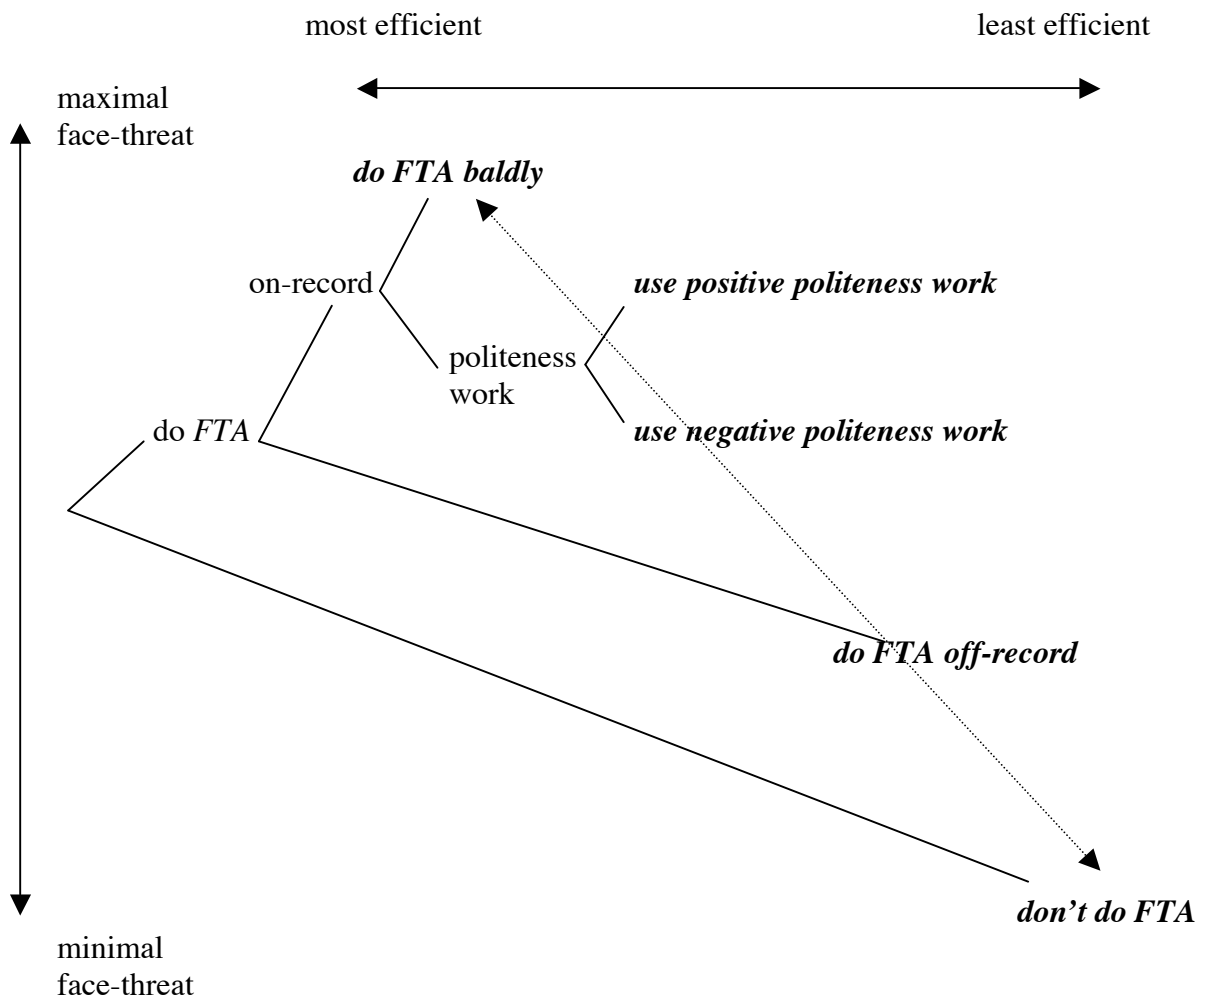 most efficient least efficient
maximal
face-threat
do FTA baldly
on-record use positive politeness work
politeness
work
do FTA use negative politeness work
do FTA off-record
don’t do FTA
minimal
face-threat